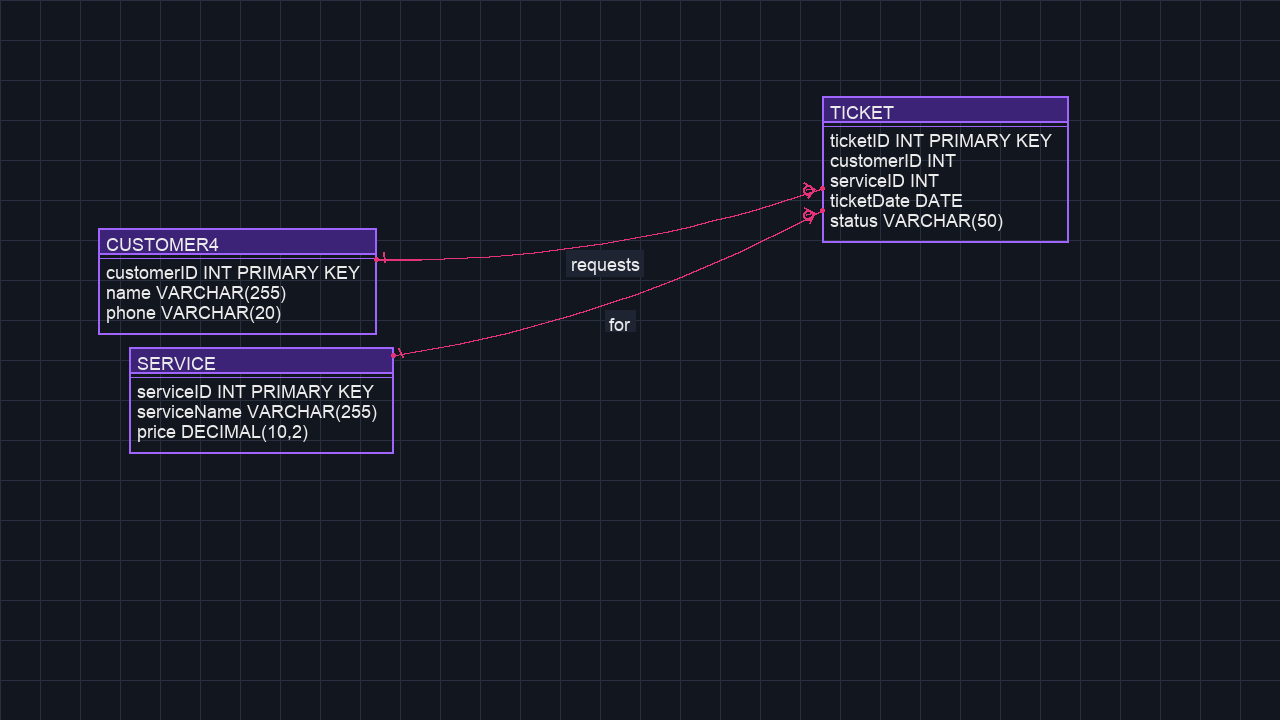 TICKET
ticketID INT PRIMARY KEY
customerID INT
serviceID INT
ticketDate DATE
status VARCHAR(50)
CUSTOMER4
customerID INT PRIMARY KEY
name VARCHAR(255)
phone VARCHAR(20)
requests
for
SERVICE
serviceID INT PRIMARY KEY
serviceName VARCHAR(255)
price DECIMAL(10,2)